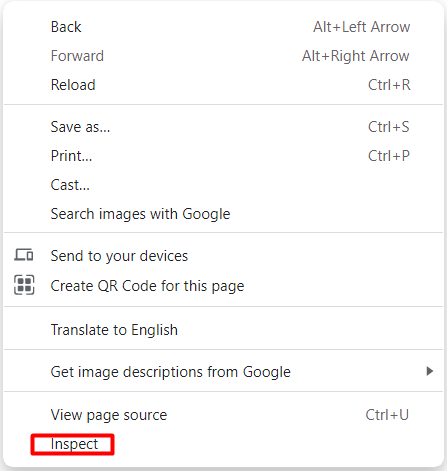 Back Alt+Left Arrow
Forward Alt+Right Arrow
Reload Ctrl+R
Save as... Ctrl+S
Print... Ctrl+P
Cast...
Search images with Google
Send to your devices
Create QR Code for this page
Translate to English
Get image descriptions from Google
View page source Ctrl+U
Inspect